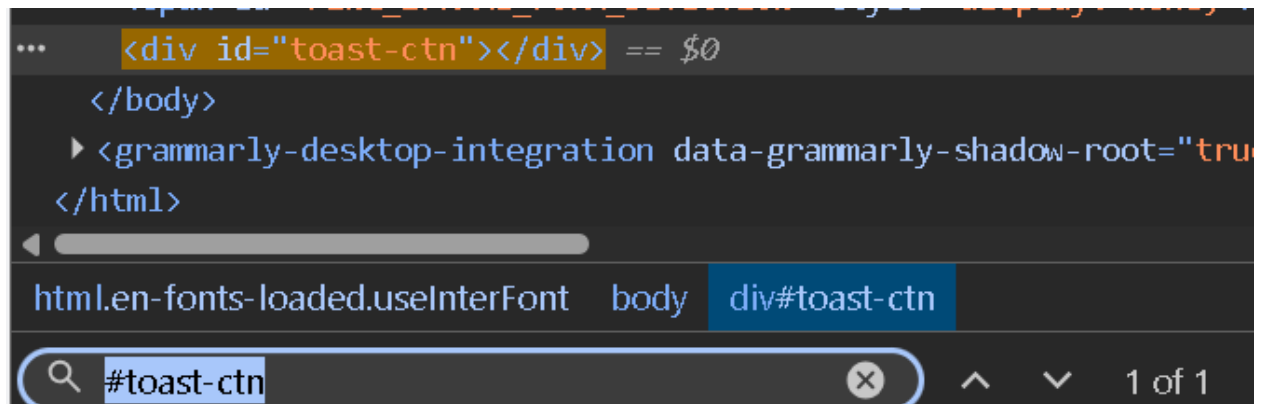 ··· <div id="toast-ctn"></div> == $0
</body>
▶ <grammarly-desktop-integration data-grammarly-shadow-root="tru
</html>
html.en-fonts-loaded.useInterFont body div#toast-ctn
#toast-ctn 1 of 1